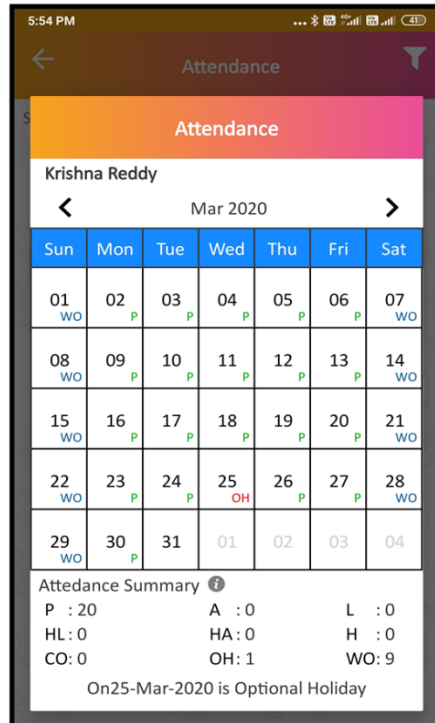 5:54 PM
41
Attendance
S
Attendance
Krishna Reddy
Mar 2020
Sun Mon Tue Wed Thu Fri Sat
01 WO 02 P 03 P 04 P 05 P 06 P 07 WO
08 WO 09 P 10 P 11 P 12 P 13 P 14 WO
15 WO 16 P 17 P 18 P 19 P 20 P 21 WO
22 WO 23 P 24 P 25 OH 26 P 27 P 28 WO
29 WO 30 P 31 01 02 03 04
Attedance Summary
P : 20 A : 0 L : 0
HL: 0 HA: 0 H : 0
CO: 0 OH: 1 WO: 9
On25-Mar-2020 is Optional Holiday